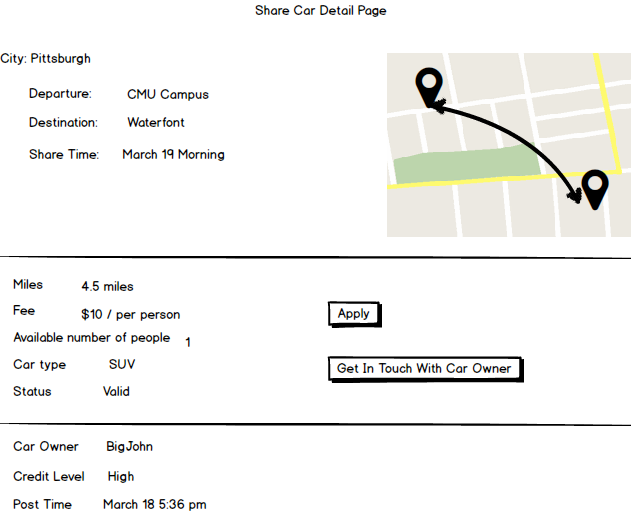 Share Car Detail Page
City: Pittsburgh
Departure: CMU Campus
Destination: Waterfont
Share Time: March 19 Morning
Miles 4.5 miles
Fee $10 / per person
Apply
Available number of people 1
Car type SUV
Get In Touch With Car Owner
Status Valid
Car Owner BigJohn
Credit Level High
Post Time March 18 5:36 pm